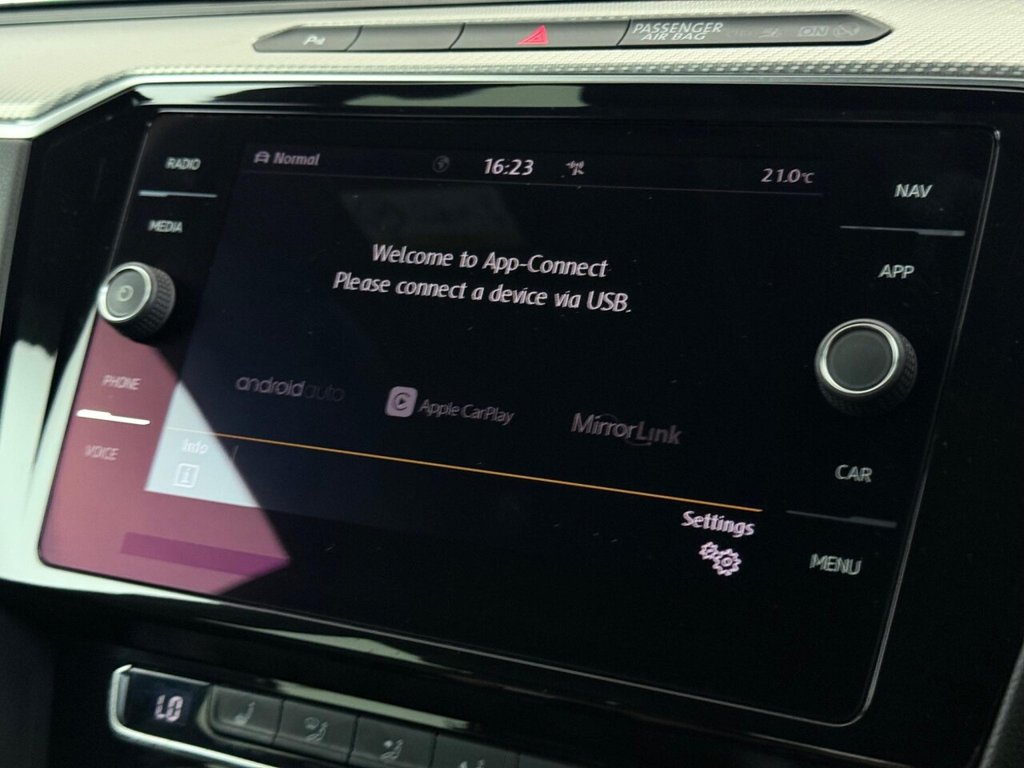 PASSENGER
AIR BAG
ON
RADIO
Normal
16:23
21.0°C
NAV
MEDIA
APP
Welcome to App-Connect
Please connect a device via USB.
PHONE
androidauto
Apple CarPlay
MirrorLink
VOICE
Info
CAR
Settings
MENU
LO